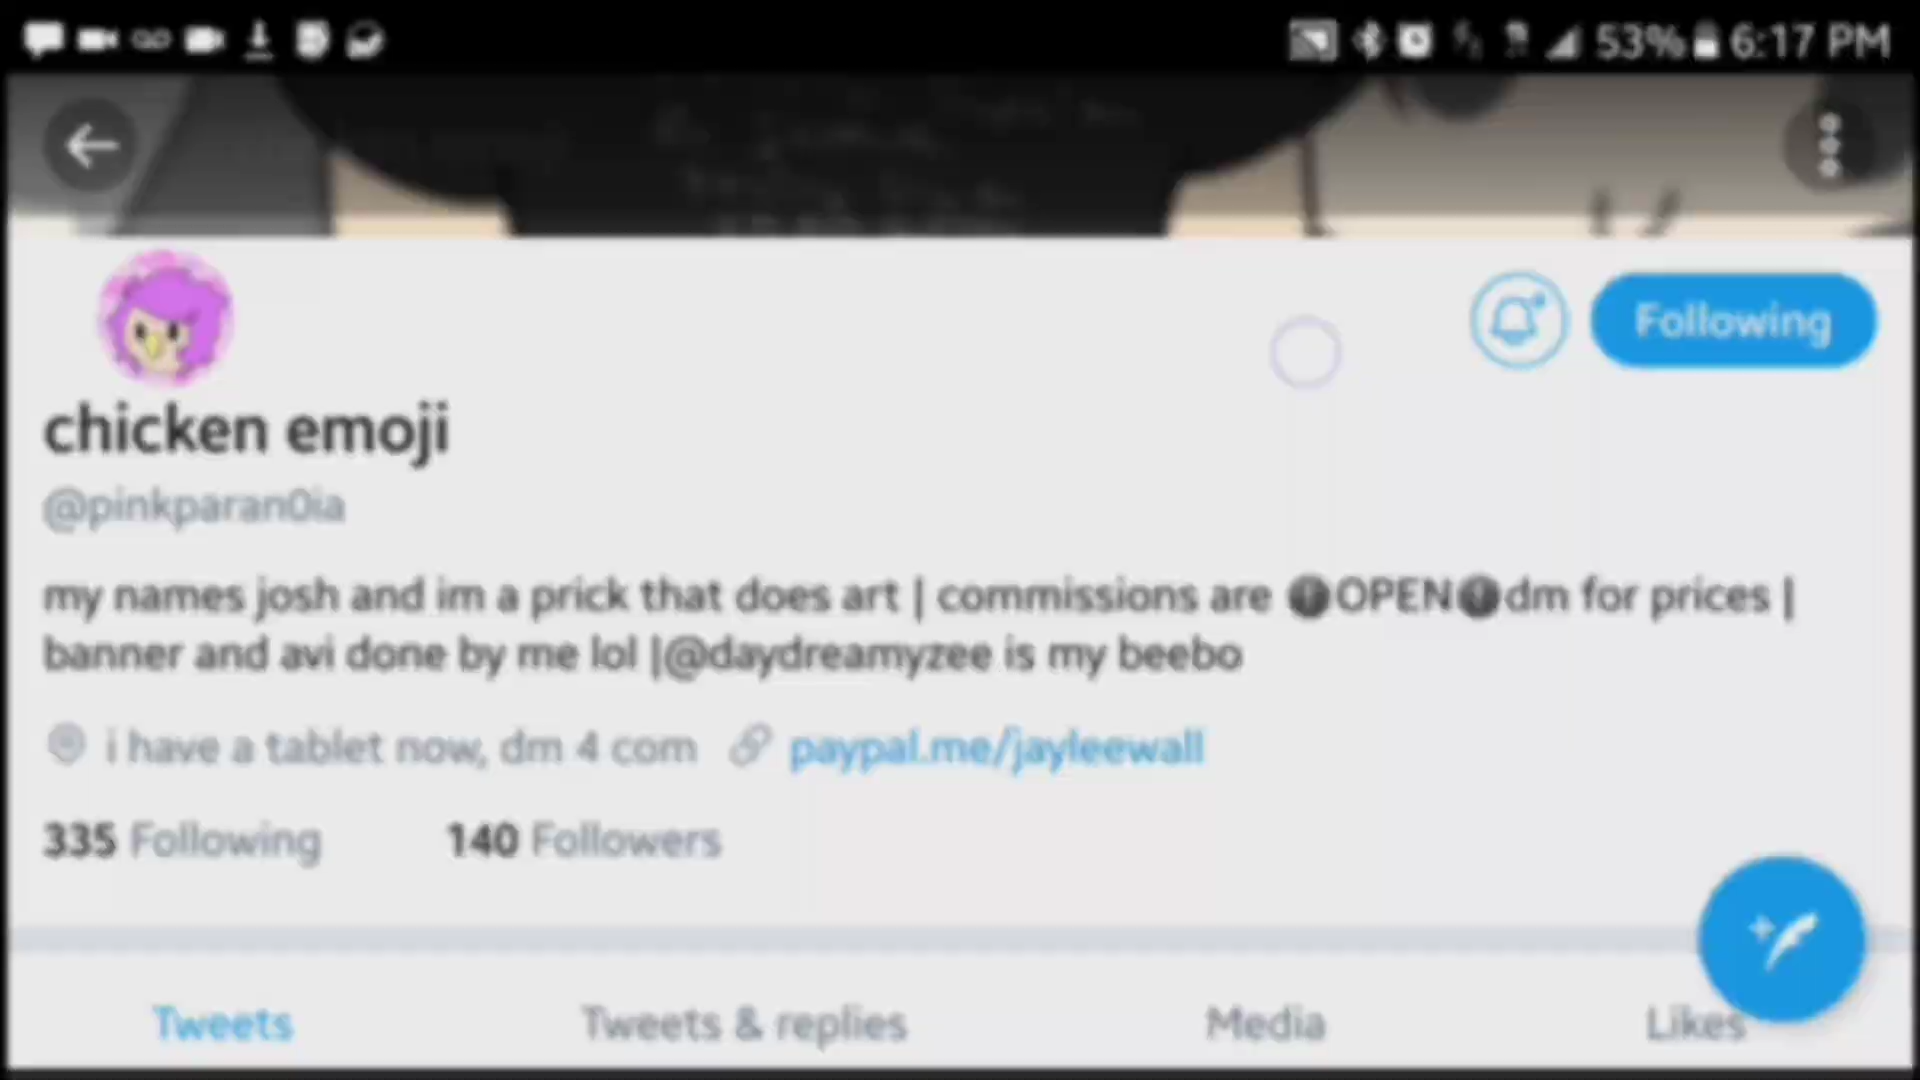 53% 6:17 PM
Following
chicken emoji
@pinkparan0ia
my names josh and im a prick that does art | commissions are OPEN dm for prices |
banner and avi done by me lol |@daydreamyzee is my beebo
i have a tablet now, dm 4 com paypal.me/jayleewall
335 Following 140 Followers
Tweets Tweets & replies Media Likes